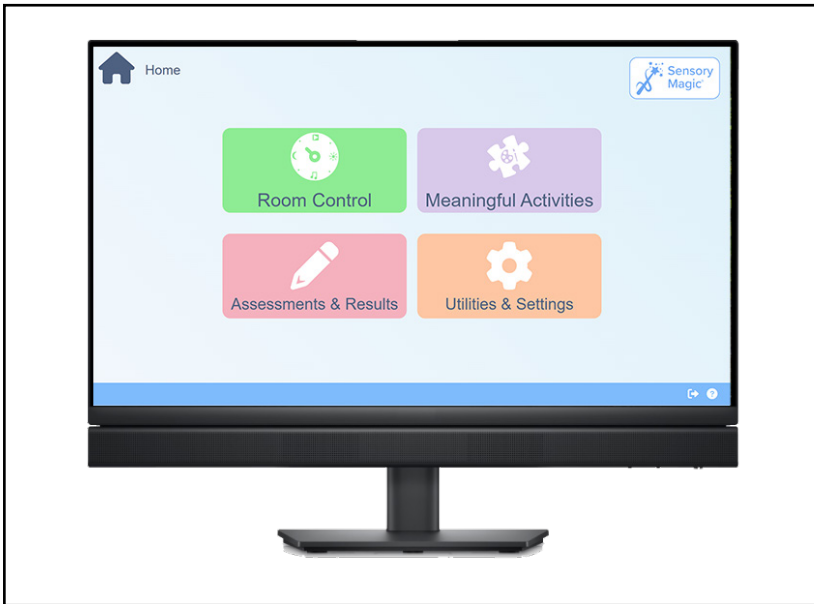 Home
Sensory
Magic
Room Control
Meaningful Activities
Assessments & Results
Utilities & Settings
?